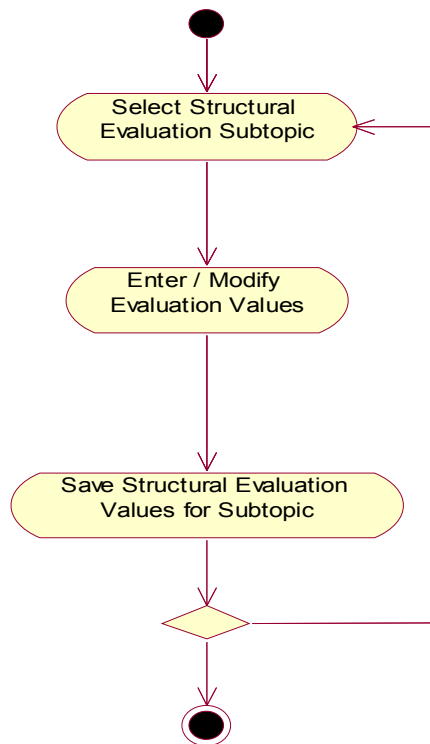 Select Structural
Evaluation Subtopic
Enter / Modify
Evaluation Values
Save Structural Evaluation
Values for Subtopic